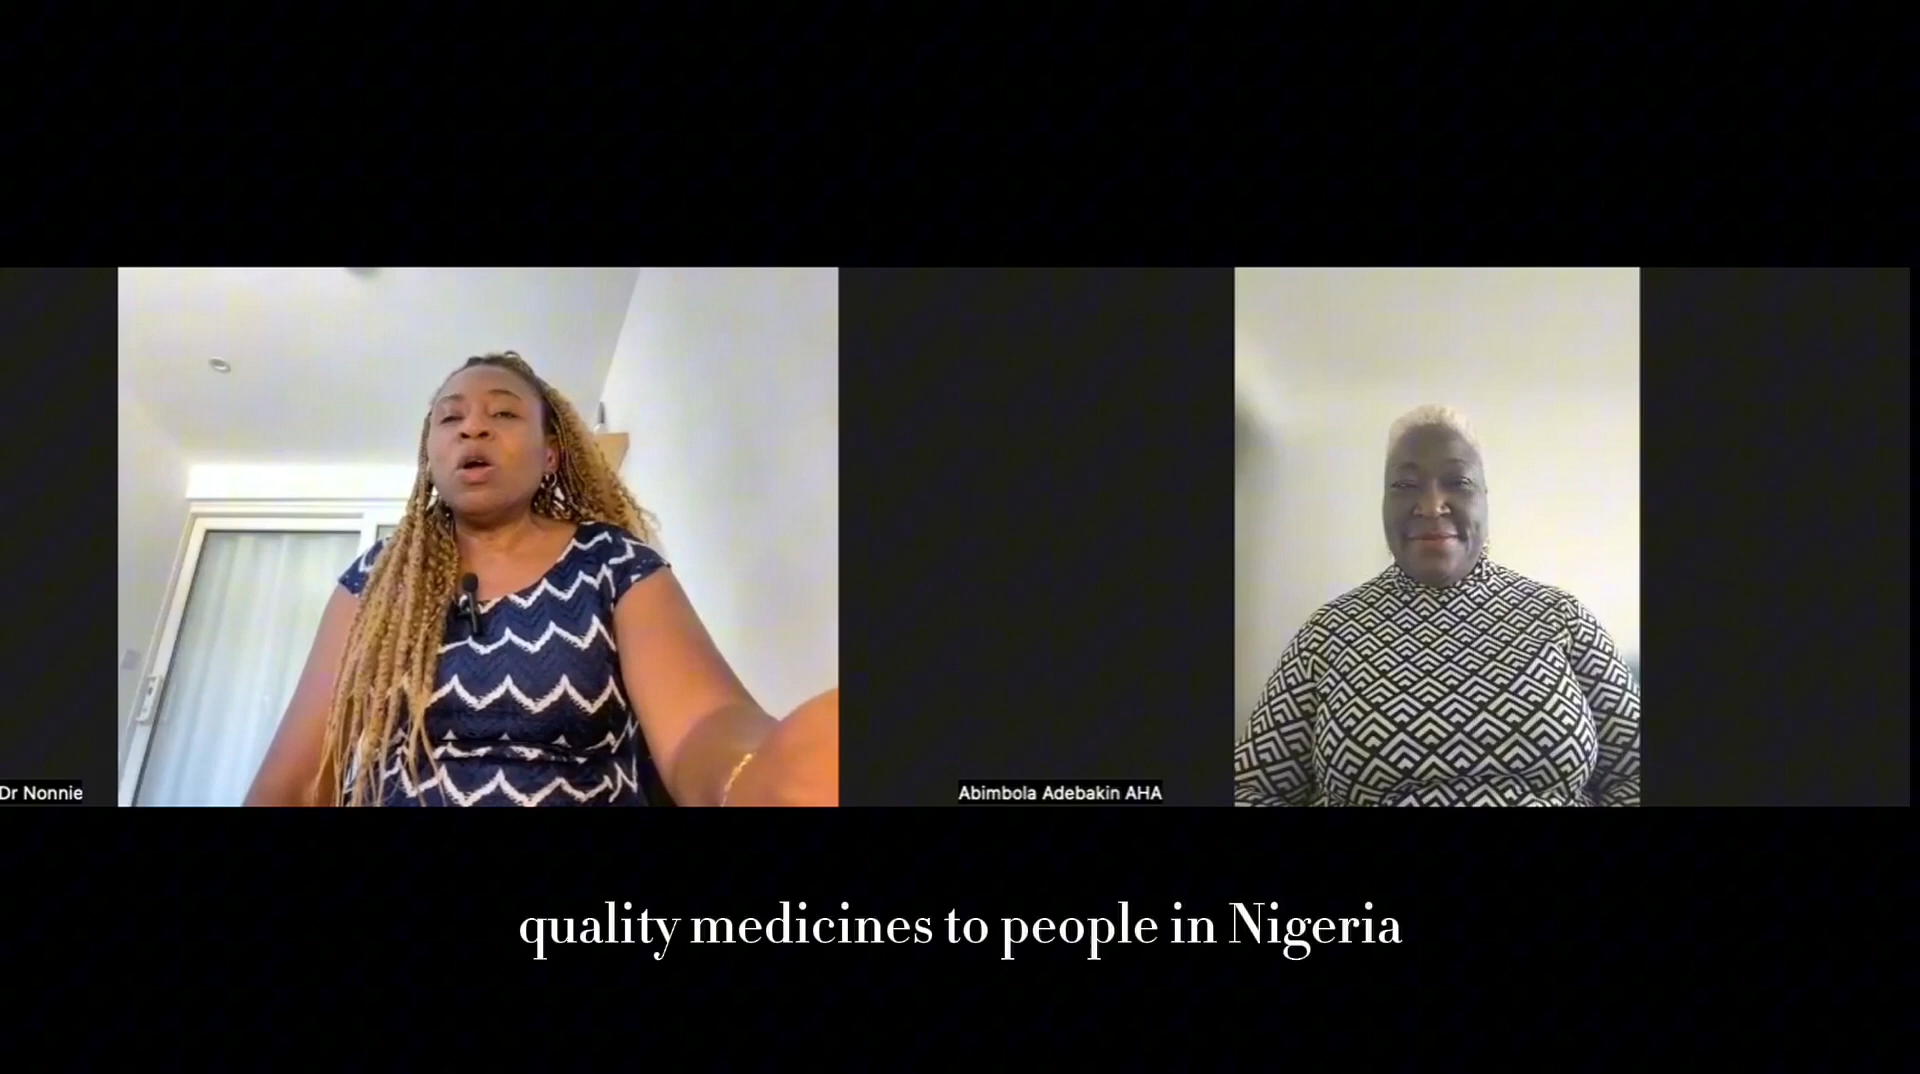 Dr Nonnie
Abimbola Adebakin AHA
quality medicines to people in Nigeria